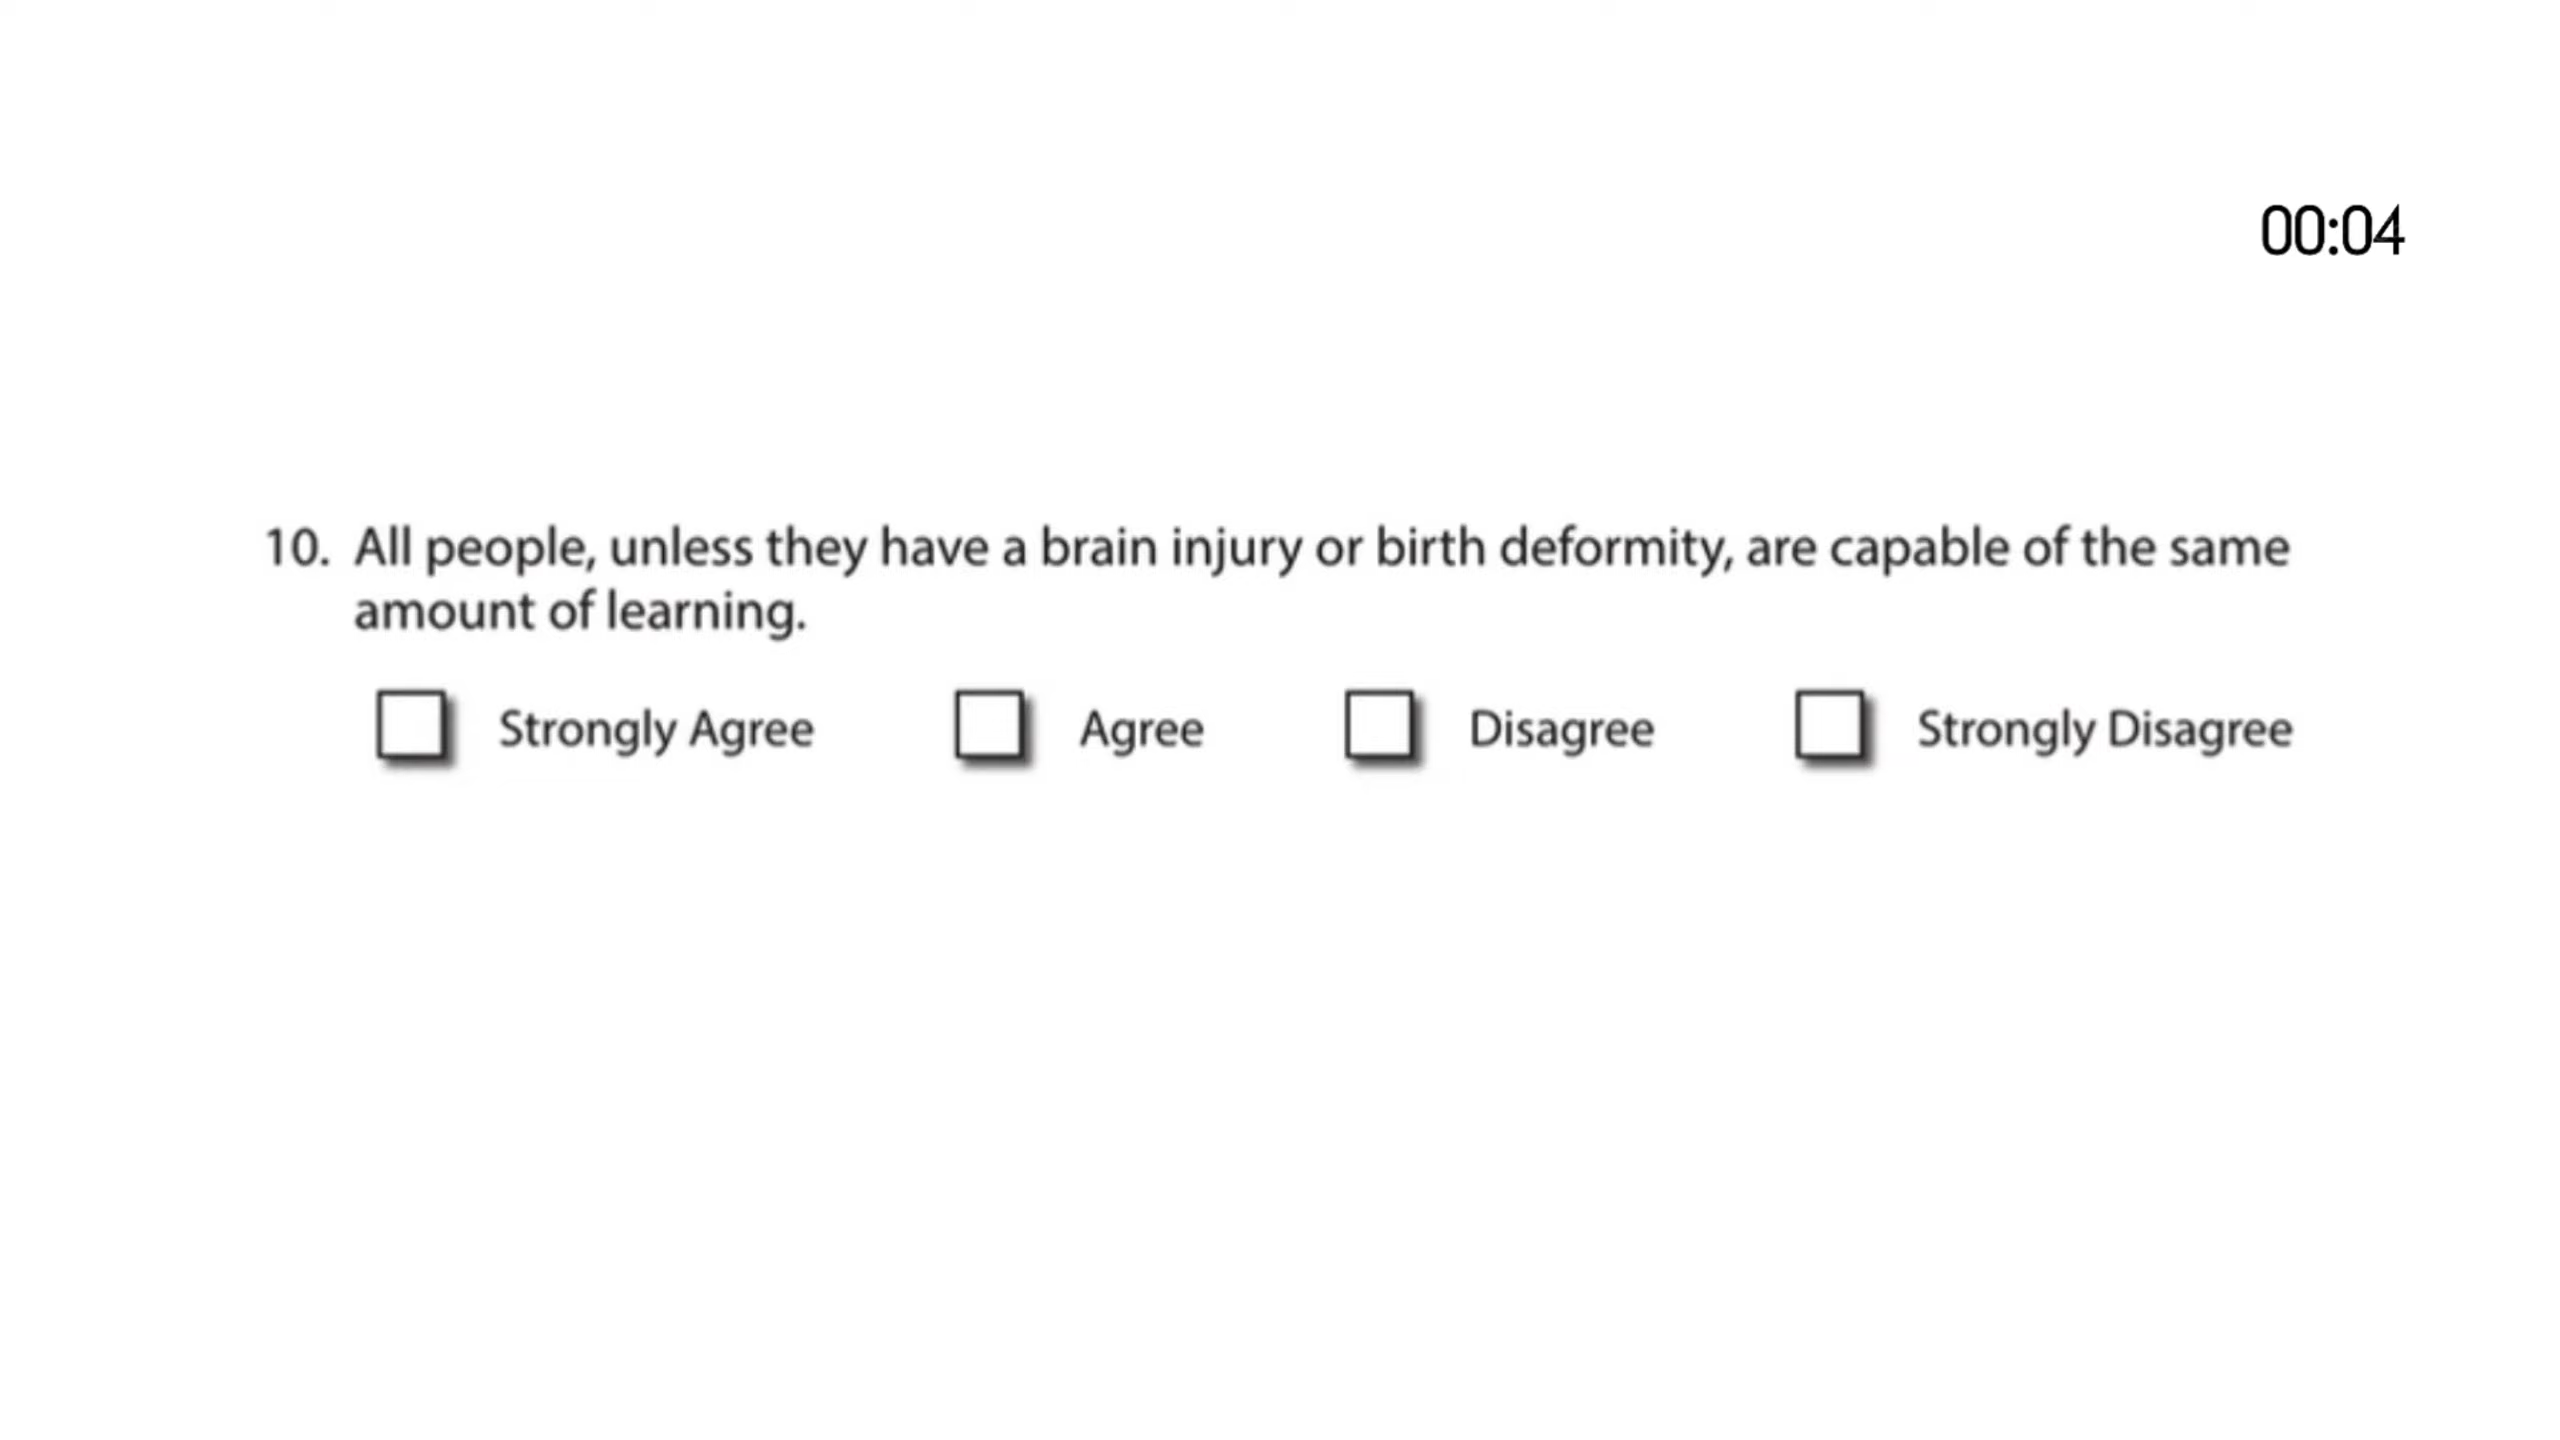 00:04
10. All people, unless they have a brain injury or birth deformity, are capable of the same
amount of learning.
Strongly Agree Agree Disagree Strongly Disagree